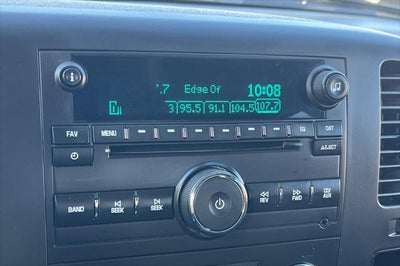 '.7 Edge Of 10:08
3 95.5 91.1 104.5 107.7
FAV MENU EQ CAT
EJECT
BAND SEEK SEEK REV FWD AUX